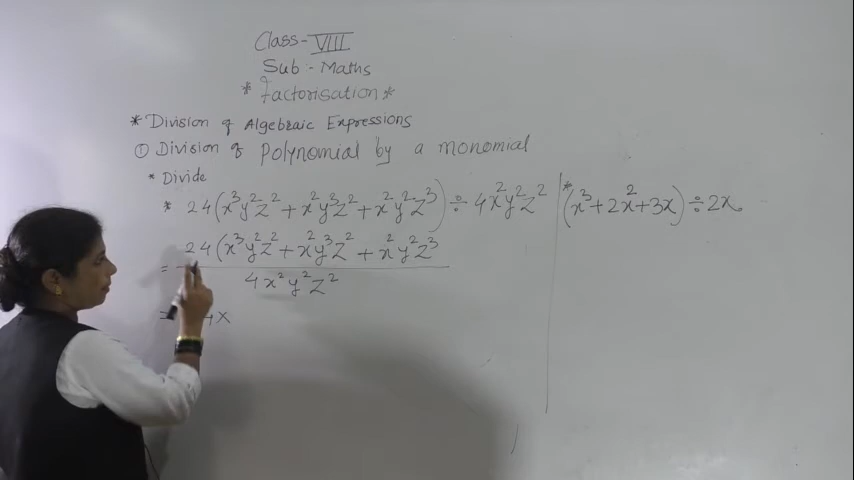 Class-VIII
Sub:- Maths
*Factorisation*
*Division of Algebraic Expressions
① Division of Polynomial by a monomial
* Divide
* 24(x³y²z² + x²y³z² + x²y²z³) ÷ 4x²y²z²
= 24(x³y²z² + x²y³z² + x²y²z³
4x²y²z²
= 4x
*(x³+2x²+3x) ÷ 2x.